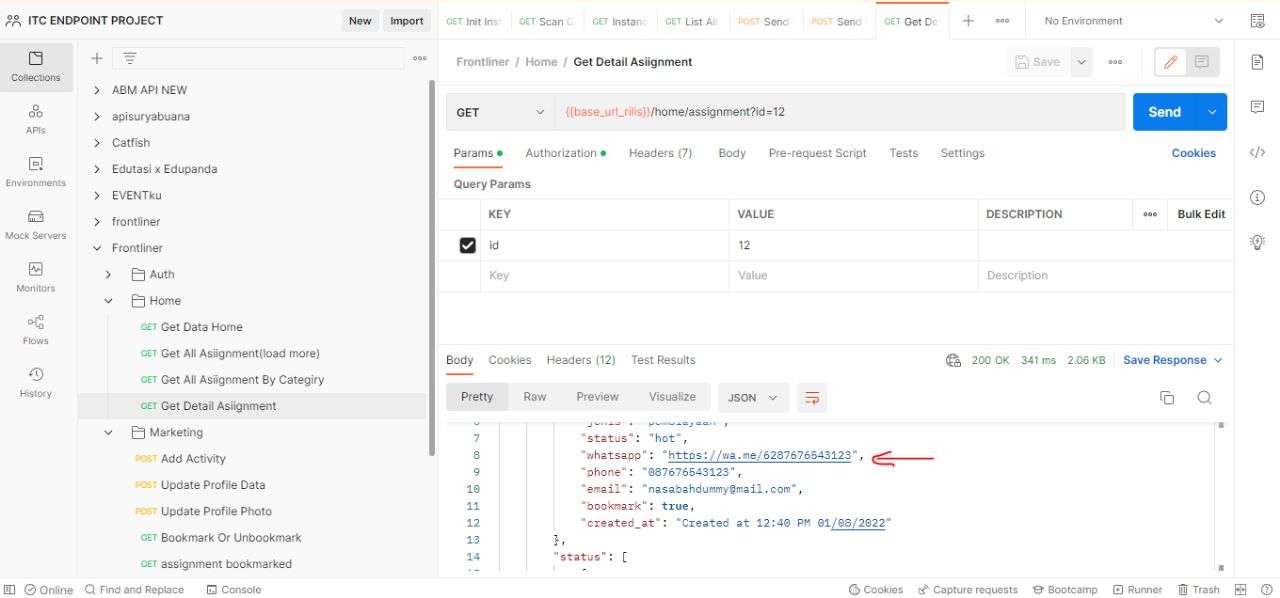 ITC ENDPOINT PROJECT
New
Import
GET Init Inst
GET Scan
GET Instanc
GET List All
POST Send
POST Send
GET Get De
No Environment
Collections
APIs
Environments
Mock Servers
Monitors
Flows
History
ABM API NEW
apisuryabuana
Catfish
Edutasi x Edupanda
EVENTku
frontliner
Frontliner
Auth
Home
GET Get Data Home
GET Get All Asiignment(load more)
GET Get All Asiignment By Categiry
GET Get Detail Asiignment
Marketing
POST Add Activity
POST Update Profile Data
POST Update Profile Photo
GET Bookmark Or Unbookmark
GET assignment bookmarked
Frontliner / Home / Get Detail Asiignment
Save
GET
{{base_url_rilis}}/home/assignment?id=12
Send
Params
Authorization
Headers (7)
Body
Pre-request Script
Tests
Settings
Cookies
Query Params
KEY
VALUE
DESCRIPTION
Bulk Edit
id
12
Key
Value
Description
Body
Cookies
Headers (12)
Test Results
200 OK
341 ms
2.06 KB
Save Response
Pretty
Raw
Preview
Visualize
JSON
7 "status": "hot",
8 "whatsapp": "https://wa.me/6287676543123",
9 "phone": "087676543123",
10 "email": "nasabahdummy@mail.com",
11 "bookmark": true,
12 "created_at": "Created at 12:40 PM 01/08/2022"
13 },
14 "status": [
Online
Find and Replace
Console
Cookies
Capture requests
Bootcamp
Runner
Trash